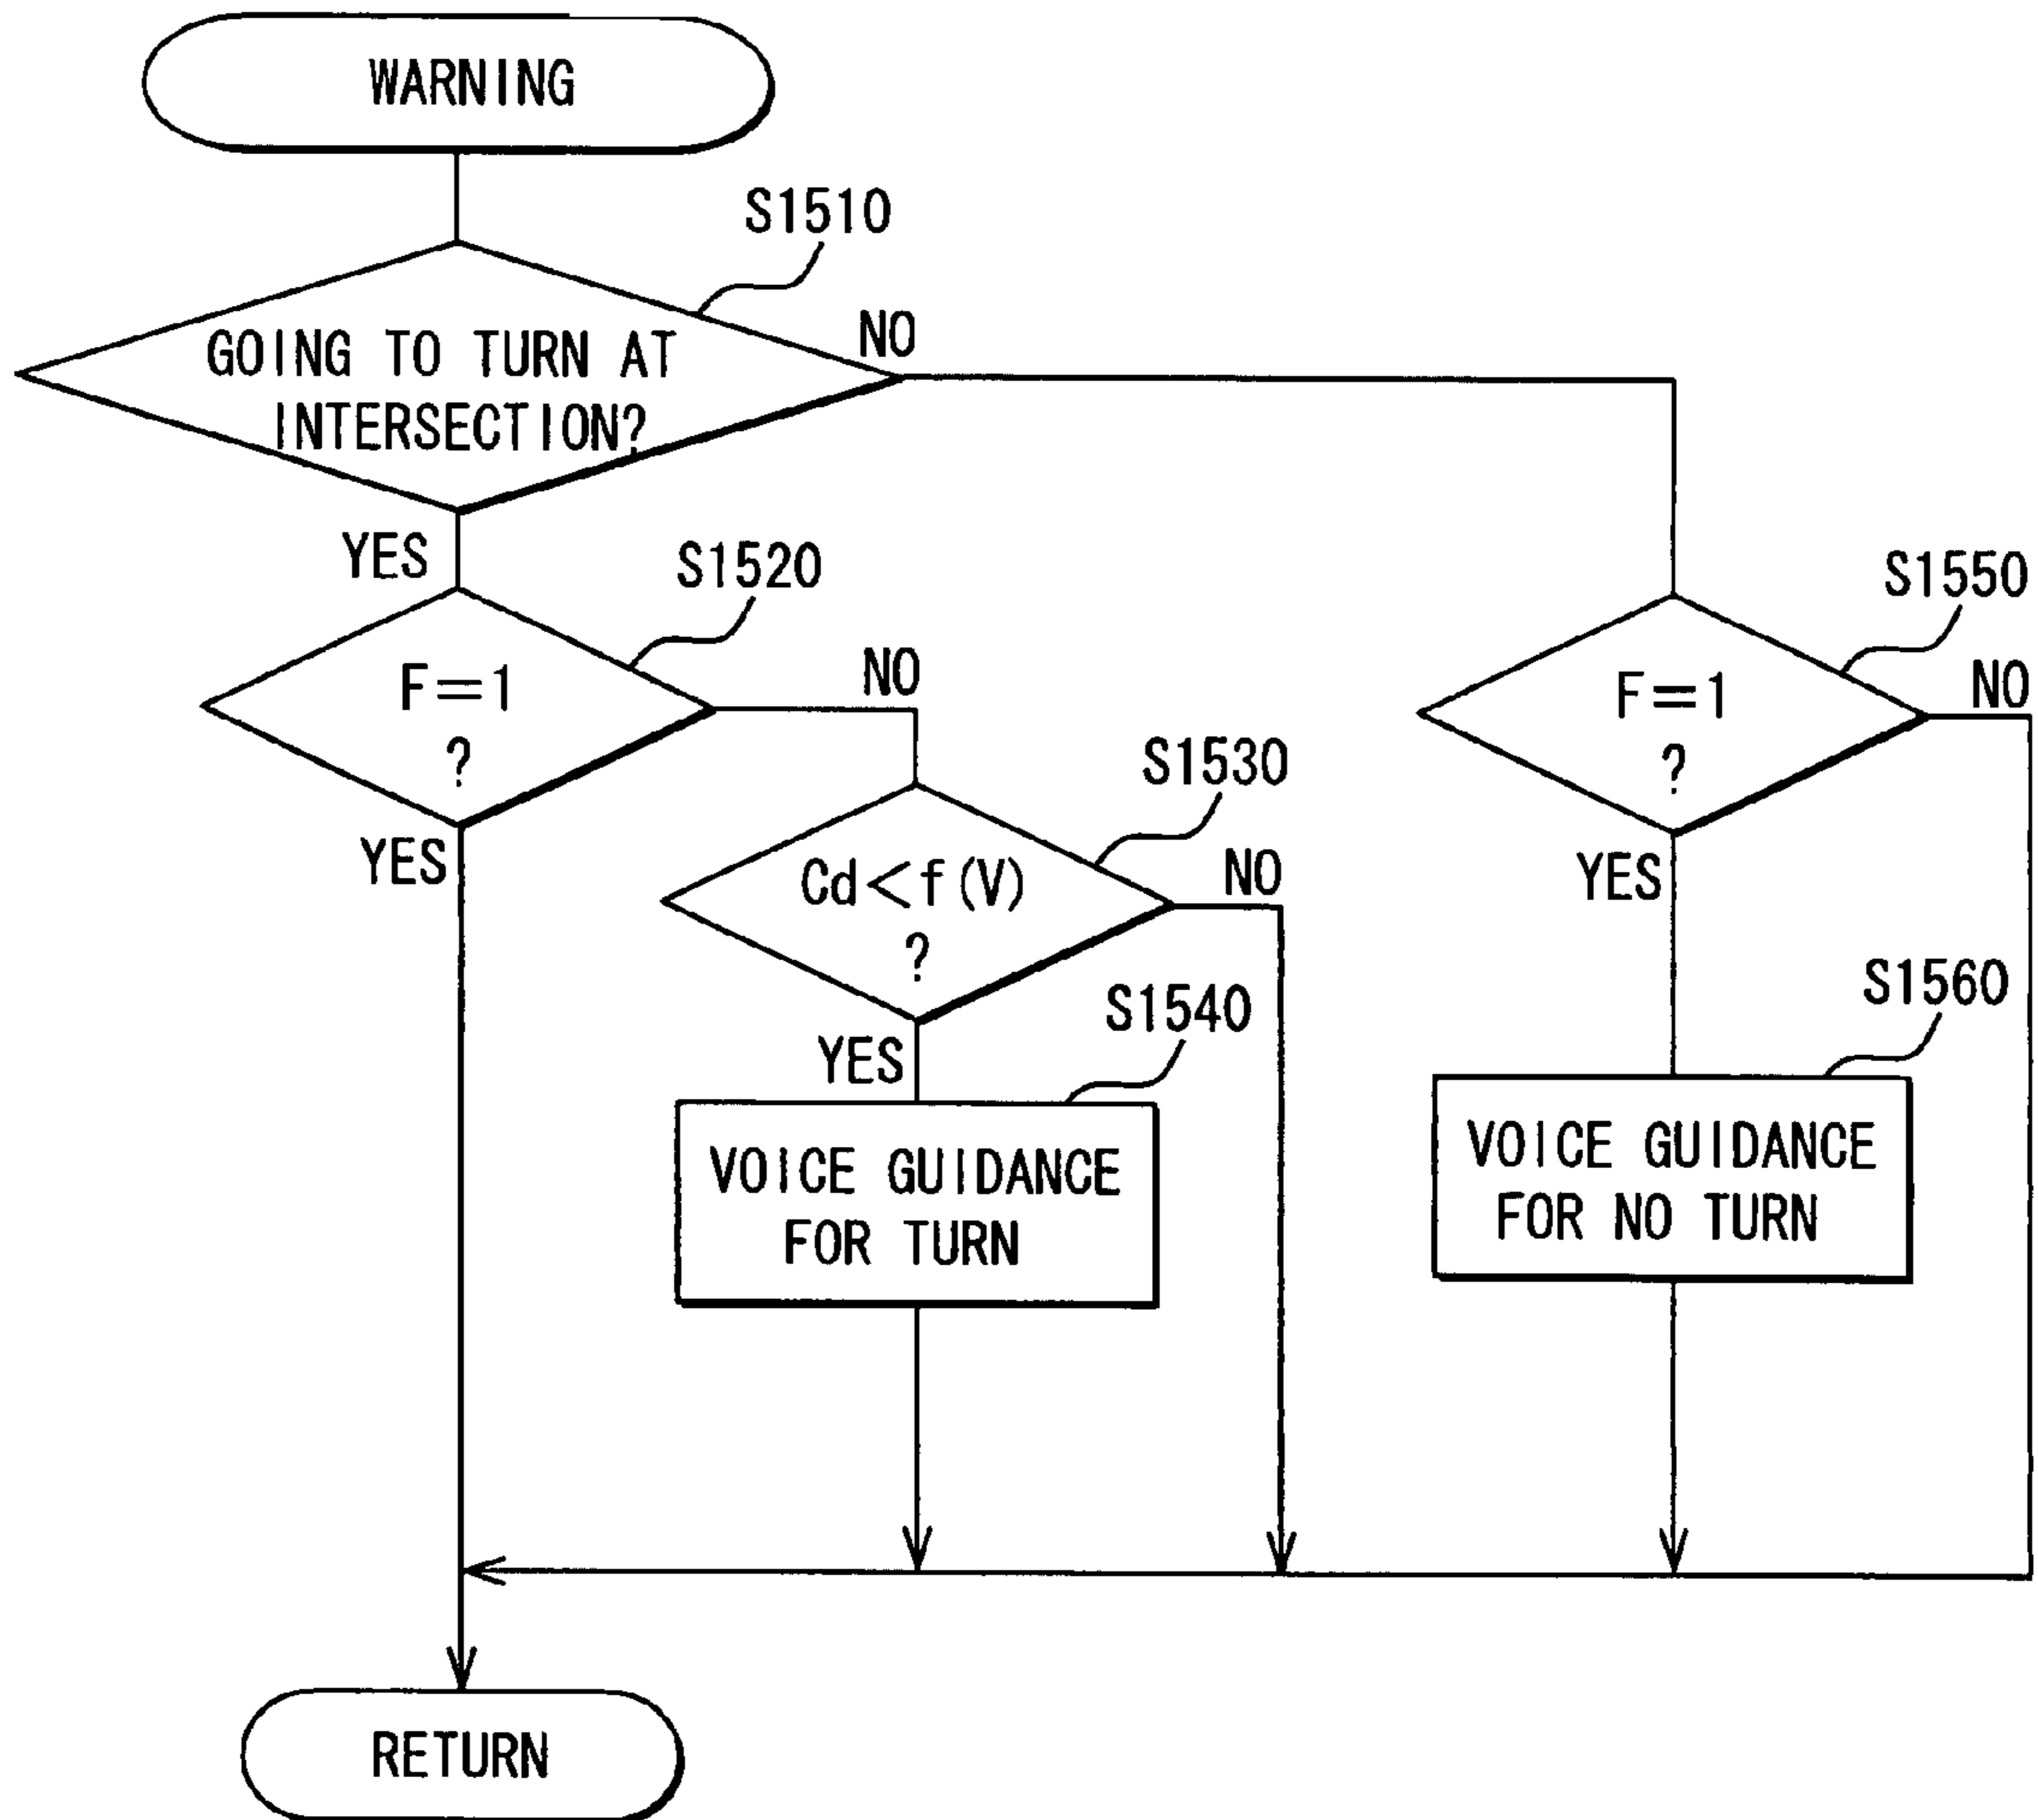 WARNING
S1510
GOING TO TURN AT
INTERSECTION?
NO
YES
S1520
F=1
?
NO
YES
S1530
Cd<f(V)
?
NO
YES
S1540
VOICE GUIDANCE
FOR TURN
S1550
F=1
?
NO
YES
S1560
VOICE GUIDANCE
FOR NO TURN
RETURN